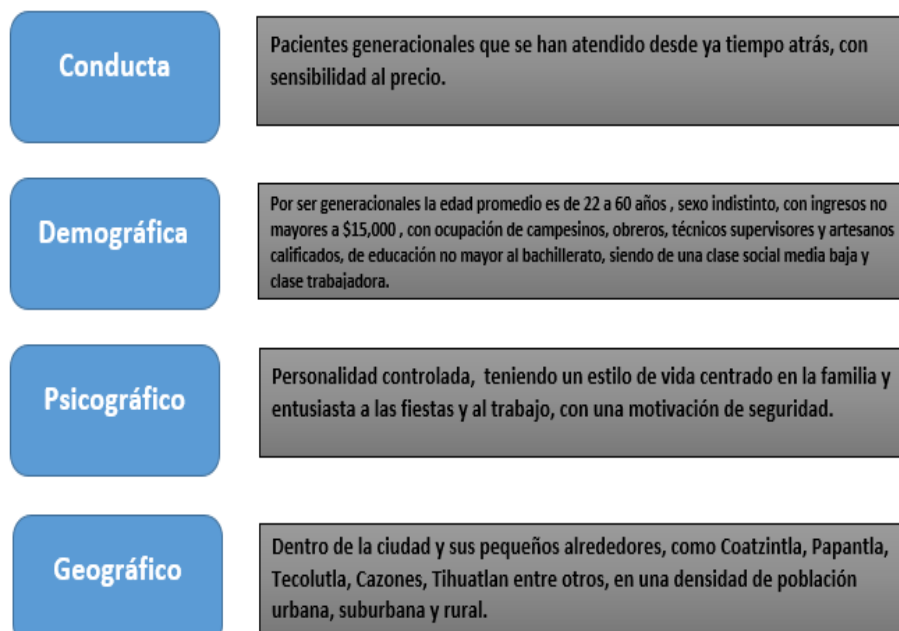 Conducta
Pacientes generacionales que se han atendido desde ya tiempo atrás, con
sensibilidad al precio.
Demográfica
Por ser generacionales la edad promedio es de 22 a 60 años , sexo indistinto, con ingresos no
mayores a $15,000 , con ocupación de campesinos, obreros, técnicos supervisores y artesanos
calificados, de educación no mayor al bachillerato, siendo de una clase social media baja y
clase trabajadora.
Psicográfico
Personalidad controlada, teniendo un estilo de vida centrado en la familia y
entusiasta a las fiestas y al trabajo, con una motivación de seguridad.
Geográfico
Dentro de la ciudad y sus pequeños alrededores, como Coatzintla, Papantla,
Tecolutla, Cazones, Tihuatlan entre otros, en una densidad de población
urbana, suburbana y rural.